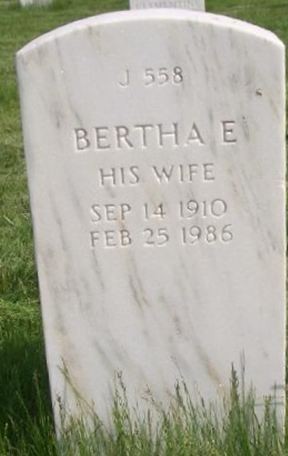 J 558
BERTHA E
HIS WIFE
SEP 14 1910
FEB 25 1986